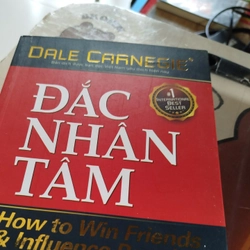 DALE CARNEGIE
#1
INTERNATIONAL
BEST
SELLER
ĐẮC
NHÂN
TÂM
How to Win Friends
& Influence